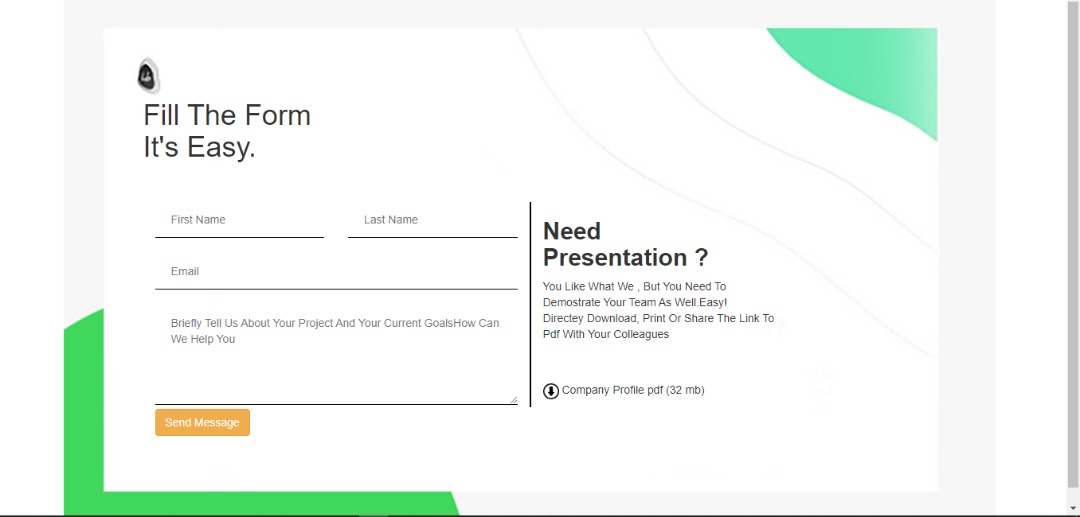 Fill The Form
It's Easy.
First Name
Last Name
Email
Briefly Tell Us About Your Project And Your Current GoalsHow Can
We Help You
Send Message
Need
Presentation ?
You Like What We , But You Need To
Demostrate Your Team As Well.Easy!
Directey Download, Print Or Share The Link To
Pdf With Your Colleagues
Company Profile pdf (32 mb)